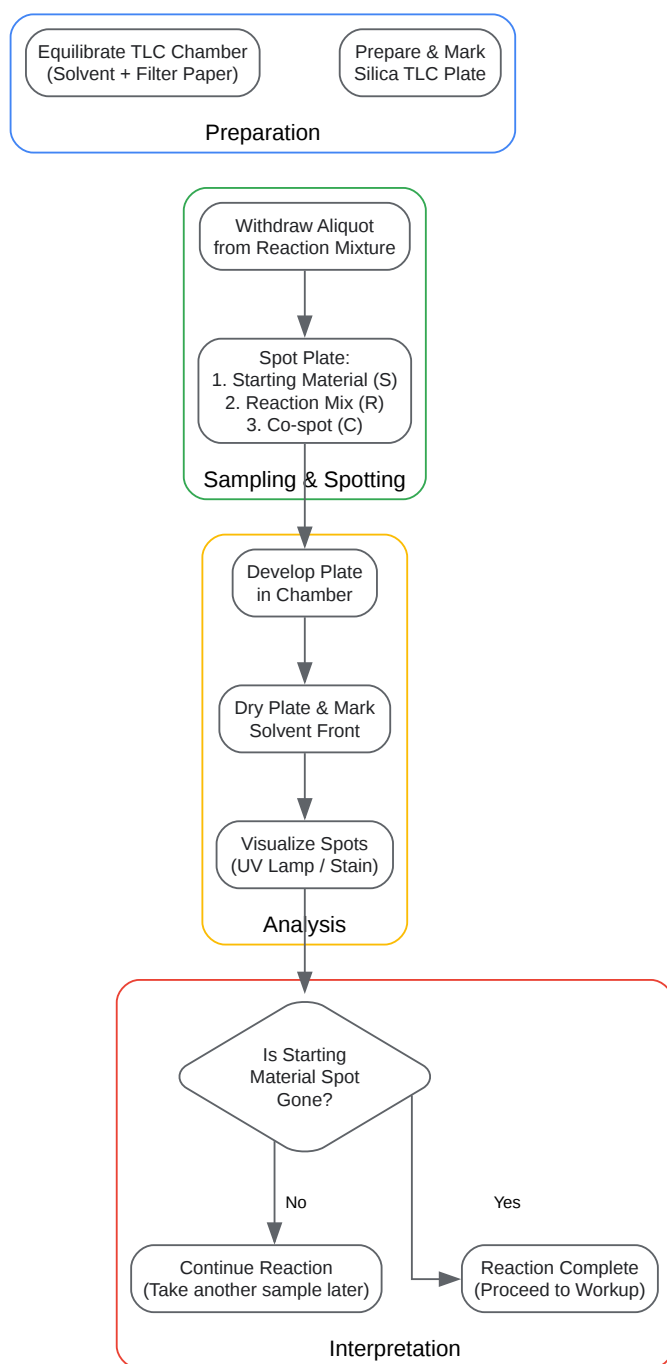 Equilibrate TLC Chamber
(Solvent + Filter Paper)
Prepare & Mark
Silica TLC Plate
Preparation
Withdraw Aliquot
from Reaction Mixture
Spot Plate:
1. Starting Material (S)
2. Reaction Mix (R)
3. Co-spot (C)
Sampling & Spotting
Develop Plate
in Chamber
Dry Plate & Mark
Solvent Front
Visualize Spots
(UV Lamp / Stain)
Analysis
Is Starting
Material Spot
Gone?
No
Yes
Continue Reaction
(Take another sample later)
Reaction Complete
(Proceed to Workup)
Interpretation